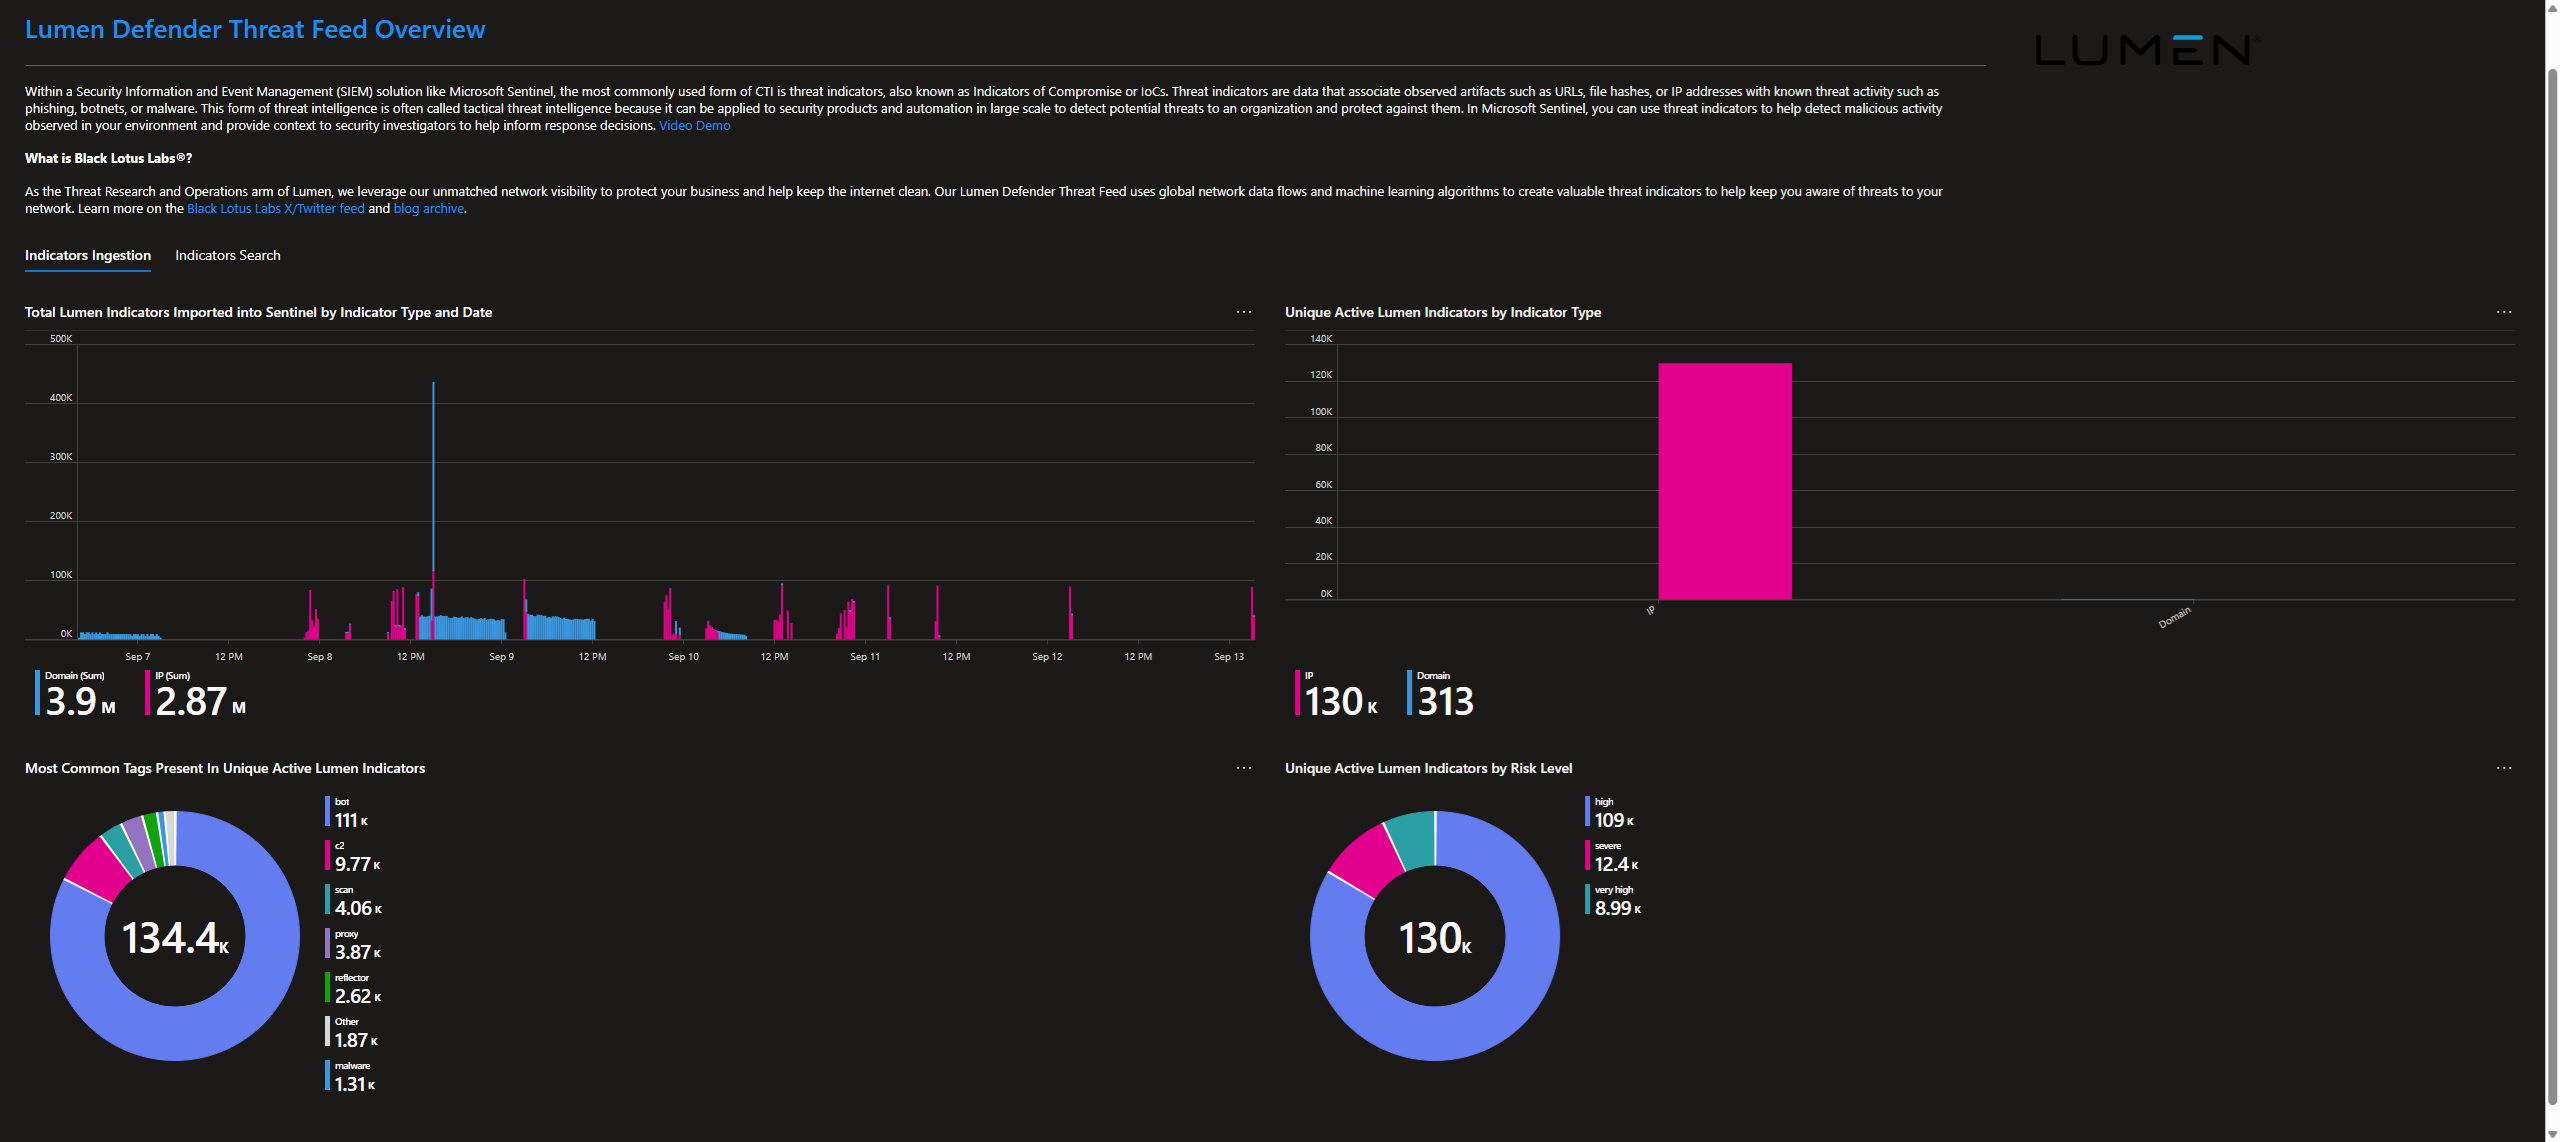 Lumen Defender Threat Feed Overview
LUMEN®
Within a Security Information and Event Management (SIEM) solution like Microsoft Sentinel, the most commonly used form of CTI is threat indicators, also known as Indicators of Compromise or IoCs. Threat indicators are data that associate observed artifacts such as URLs, file hashes, or IP addresses with known threat activity such as
phishing, botnets, or malware. This form of threat intelligence is often called tactical threat intelligence because it can be applied to security products and automation in large scale to detect potential threats to an organization and protect against them. In Microsoft Sentinel, you can use threat indicators to help detect malicious activity
observed in your environment and provide context to security investigators to help inform response decisions. Video Demo
What is Black Lotus Labs®?
As the Threat Research and Operations arm of Lumen, we leverage our unmatched network visibility to protect your business and help keep the internet clean. Our Lumen Defender Threat Feed uses global network data flows and machine learning algorithms to create valuable threat indicators to help keep you aware of threats to your
network. Learn more on the Black Lotus Labs X/Twitter feed and blog archive.
Indicators Ingestion Indicators Search
Total Lumen Indicators Imported into Sentinel by Indicator Type and Date
500K
400K
300K
200K
100K
0K
Sep 7 12 PM Sep 8 12 PM Sep 9 12 PM Sep 10 12 PM Sep 11 12 PM Sep 12 12 PM Sep 13
Domain (Sum) IP (Sum)
3.9 M 2.87 M
Unique Active Lumen Indicators by Indicator Type
140K
120K
100K
80K
60K
40K
20K
0K
IP Domain
IP Domain
130 K 313
Most Common Tags Present In Unique Active Lumen Indicators
134.4K
bot
111 K
c2
9.77 K
scan
4.06 K
proxy
3.87 K
reflector
2.62 K
Other
1.87 K
malware
1.31 K
Unique Active Lumen Indicators by Risk Level
130K
high
109 K
severe
12.4 K
very high
8.99 K